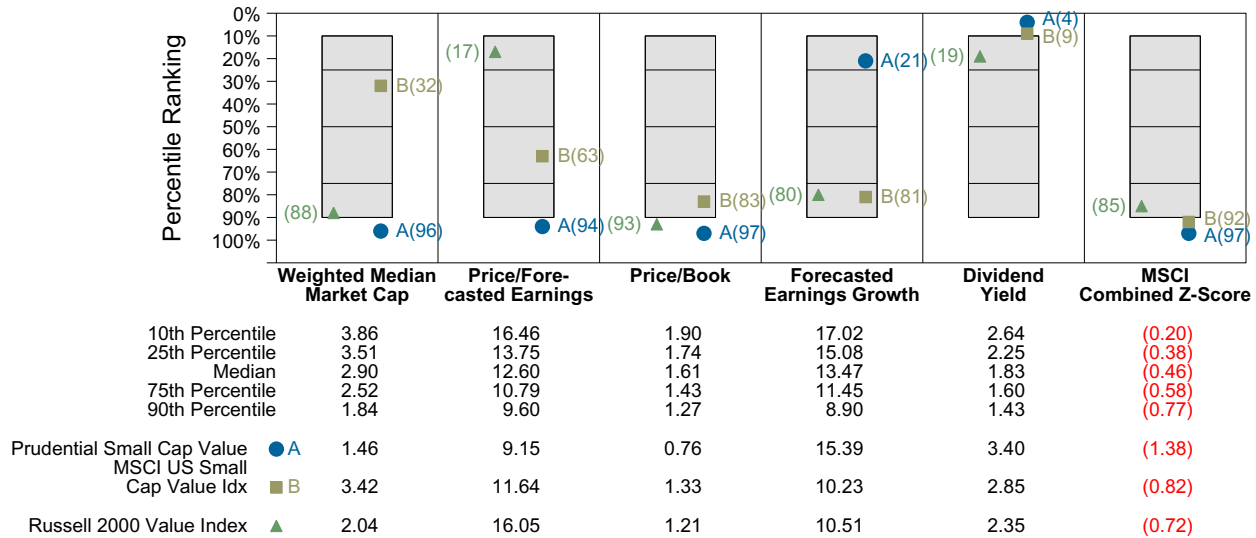 Percentile Ranking
0%
10%
20%
30%
40%
50%
60%
70%
80%
90%
100%
(88)
B(32)
A(96)
(17)
B(63)
A(94)
(93)
B(83)
A(97)
(80)
A(21)
B(81)
(19)
A(4)
B(9)
(85)
B(92)
A(97)
Weighted Median
Market Cap
Price/Fore-
casted Earnings
Price/Book
Forecasted
Earnings Growth
Dividend
Yield
MSCI
Combined Z-Score
10th Percentile 3.86 16.46 1.90 17.02 2.64 (0.20)
25th Percentile 3.51 13.75 1.74 15.08 2.25 (0.38)
Median 2.90 12.60 1.61 13.47 1.83 (0.46)
75th Percentile 2.52 10.79 1.43 11.45 1.60 (0.58)
90th Percentile 1.84 9.60 1.27 8.90 1.43 (0.77)
Prudential Small Cap Value A 1.46 9.15 0.76 15.39 3.40 (1.38)
MSCI US Small
Cap Value Idx B 3.42 11.64 1.33 10.23 2.85 (0.82)
Russell 2000 Value Index 2.04 16.05 1.21 10.51 2.35 (0.72)